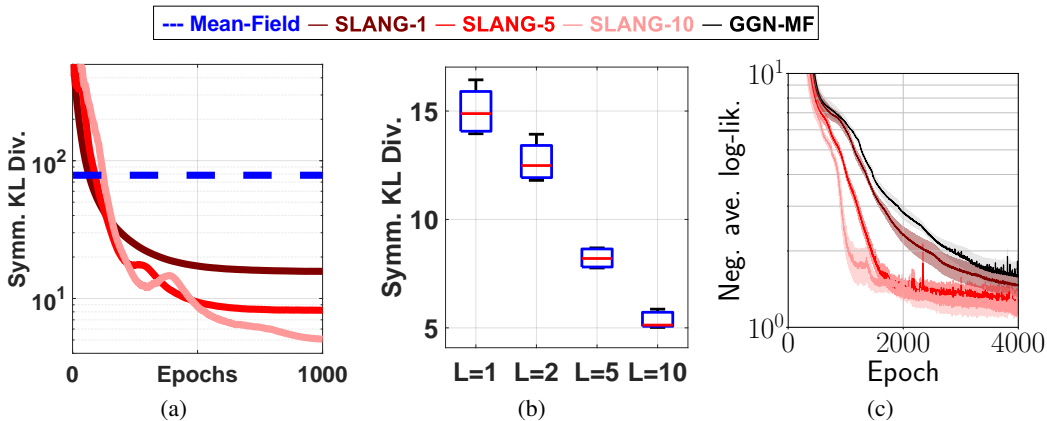 --- Mean-Field — SLANG-1 — SLANG-5 — SLANG-10 — GGN-MF
Symm. KL Div.
10^2
10^1
0 Epochs 1000
(a)
Symm. KL Div.
15
10
5
L=1 L=2 L=5 L=10
(b)
Neg. ave. log-lik.
10^1
10^0
0 2000 4000
Epoch
(c)